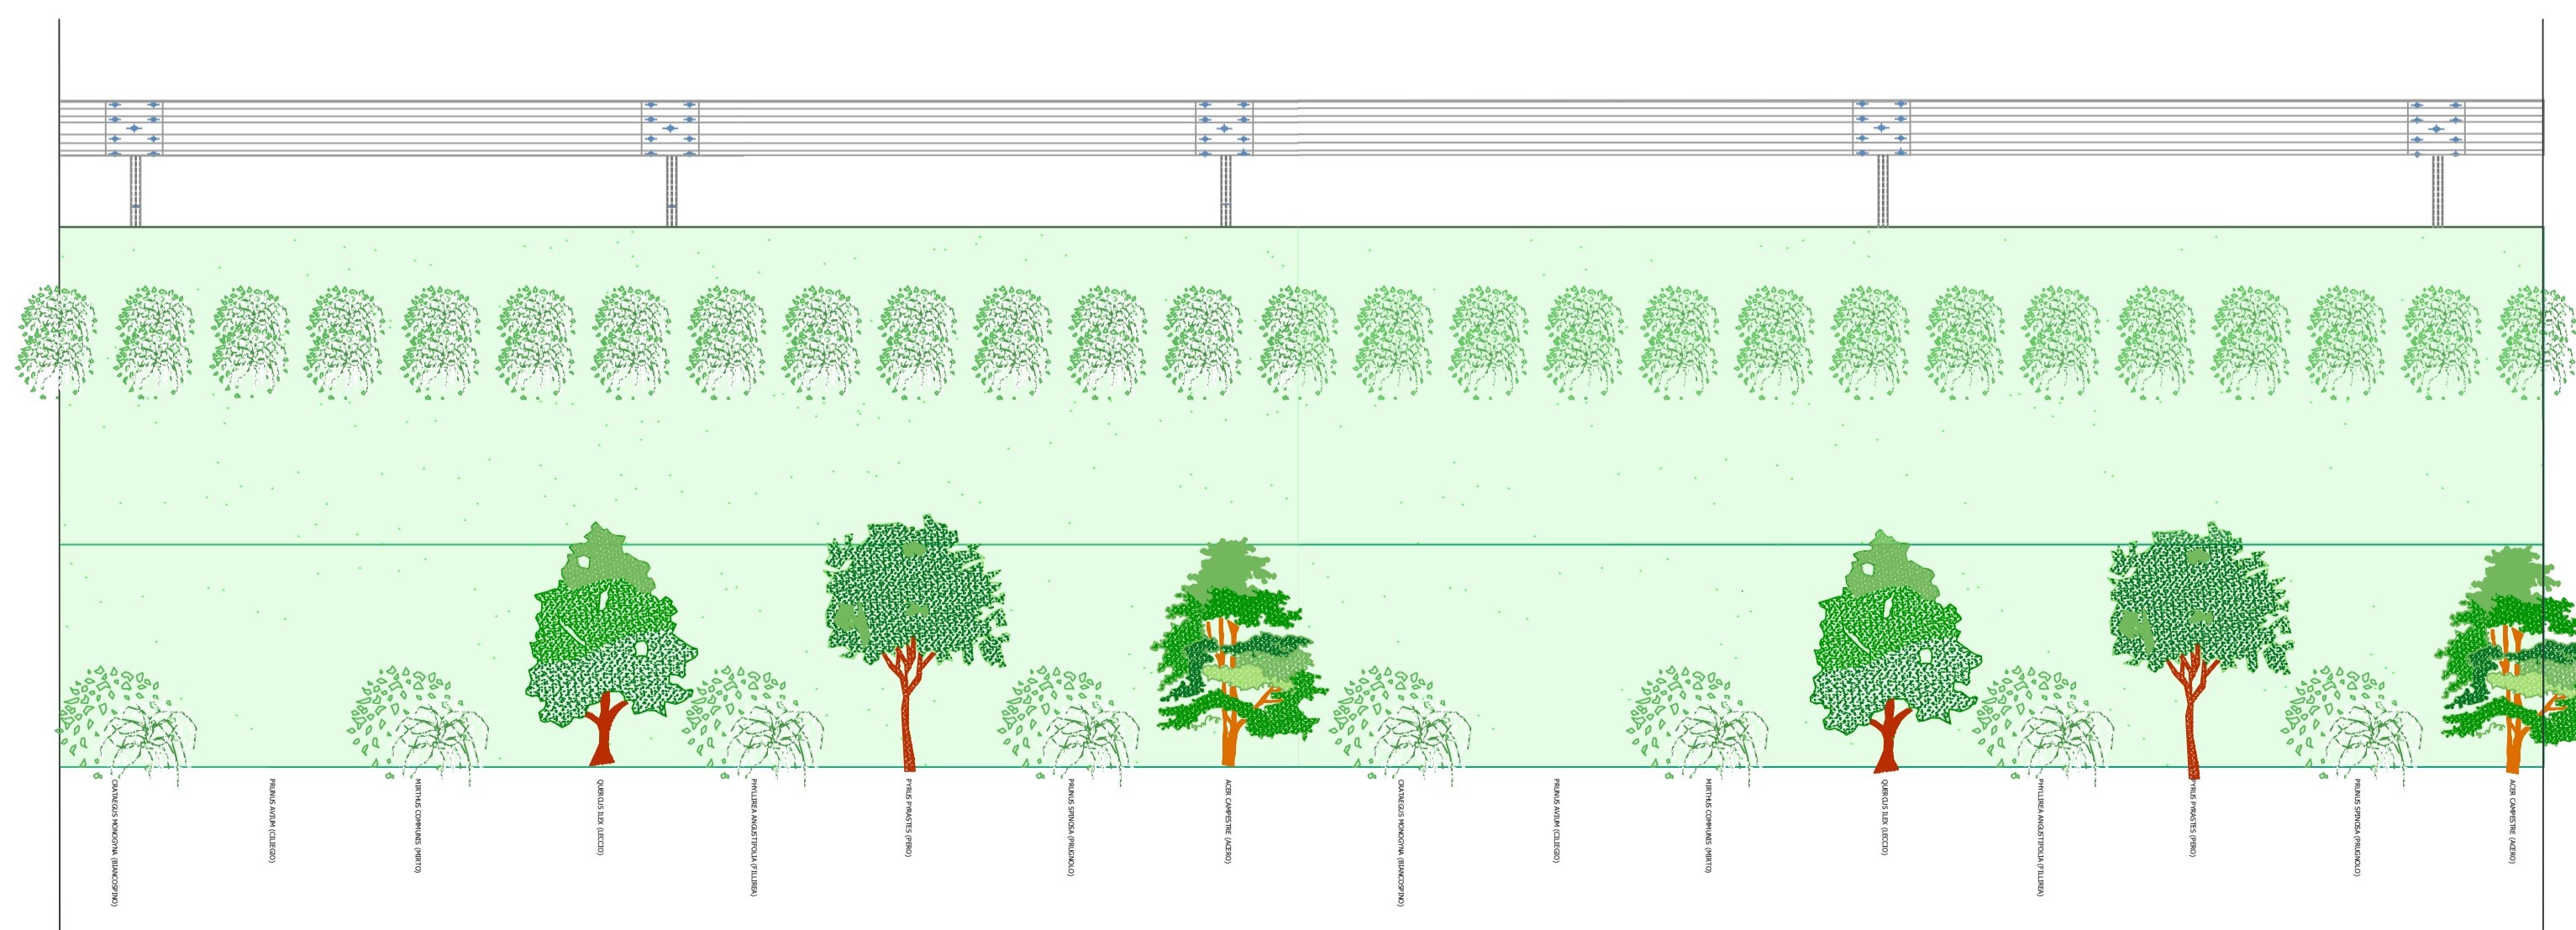 CRATAEGUS MONOGYNA (BIANCOSPINO)
PRUNUS AVIUM (CILIEGIO)
MIRTHUS COMMUNIS (MIRTO)
QUERCUS ILEX (LECCIO)
PHYLLIREA ANGUSTIFOLIA (FILLIREA)
PYRUS PYRASTES (PERO)
PRUNUS SPINOSA (PRUGNOLO)
ACER CAMPESTRE (ACERO)
CRATAEGUS MONOGYNA (BIANCOSPINO)
PRUNUS AVIUM (CILIEGIO)
MIRTHUS COMMUNIS (MIRTO)
QUERCUS ILEX (LECCIO)
PHYLLIREA ANGUSTIFOLIA (FILLIREA)
PYRUS PYRASTES (PERO)
PRUNUS SPINOSA (PRUGNOLO)
ACER CAMPESTRE (ACERO)